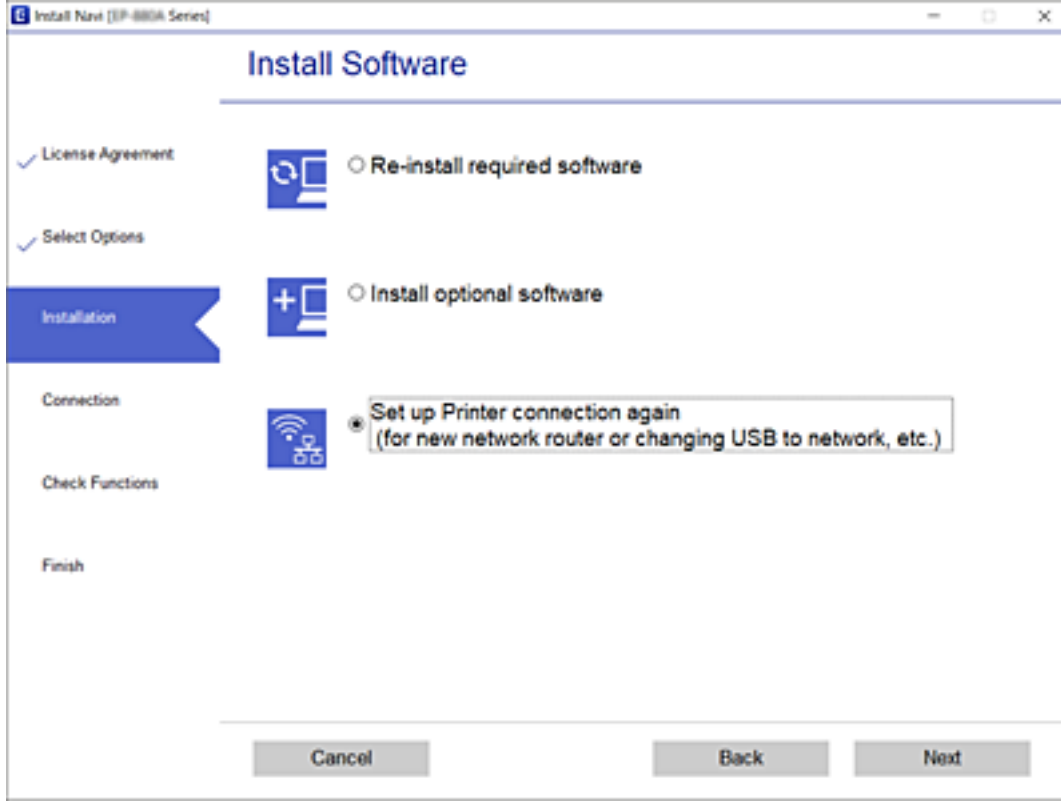 Install Navi [EP-880A Series]
Install Software
License Agreement
Select Options
Installation
Connection
Check Functions
Finish
Re-install required software
Install optional software
Set up Printer connection again
(for new network router or changing USB to network, etc.)
Cancel
Back
Next